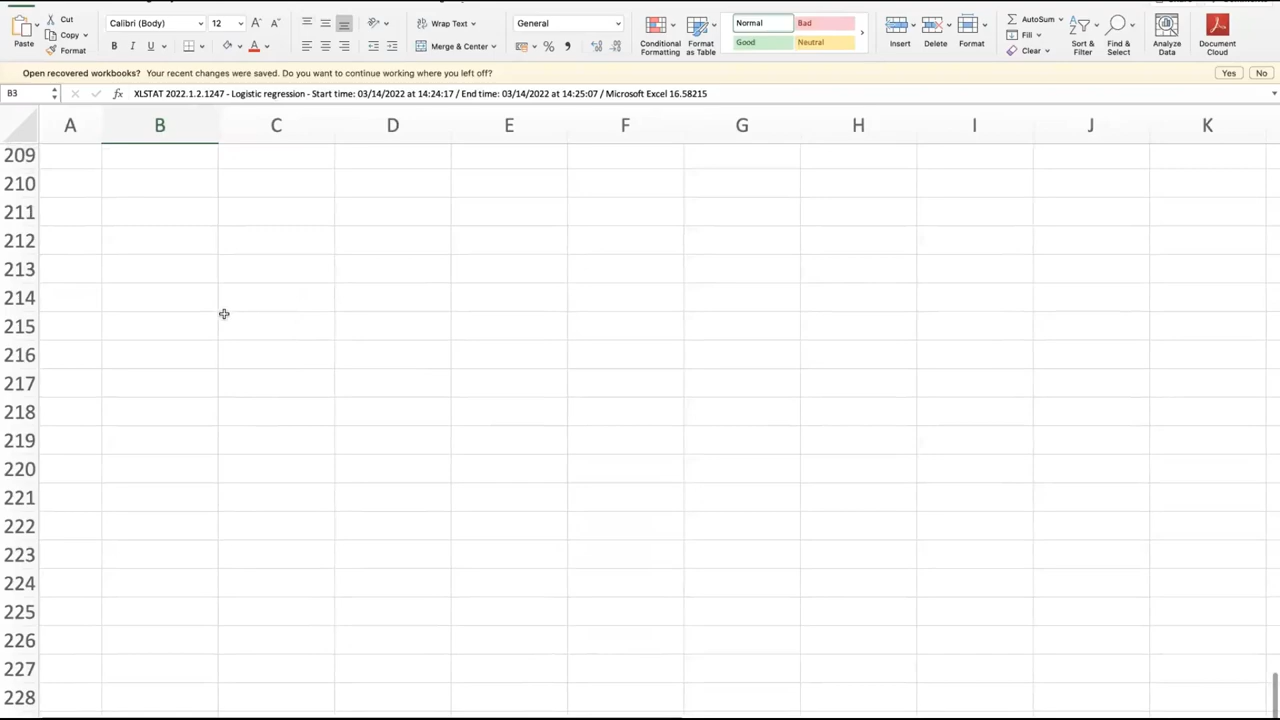 Cut
Calibri (Body) 12 A A
Wrap Text
General
Normal Bad
AutoSum
Copy
Fill
Paste
Format
B I U A
Merge & Center
%
Conditional Formatting
Format as Table
Good Neutral
Insert Delete Format
Clear
Sort & Filter
Find & Select
Analyze Data
Document Cloud
Open recovered workbooks? Your recent changes were saved. Do you want to continue working where you left off? Yes No
B3 fx XLSTAT 2022.1.2.1247 - Logistic regression - Start time: 03/14/2022 at 14:24:17 / End time: 03/14/2022 at 14:25:07 / Microsoft Excel 16.58215
A B C D E F G H I J K
209
210
211
212
213
214
215
216
217
218
219
220
221
222
223
224
225
226
227
228